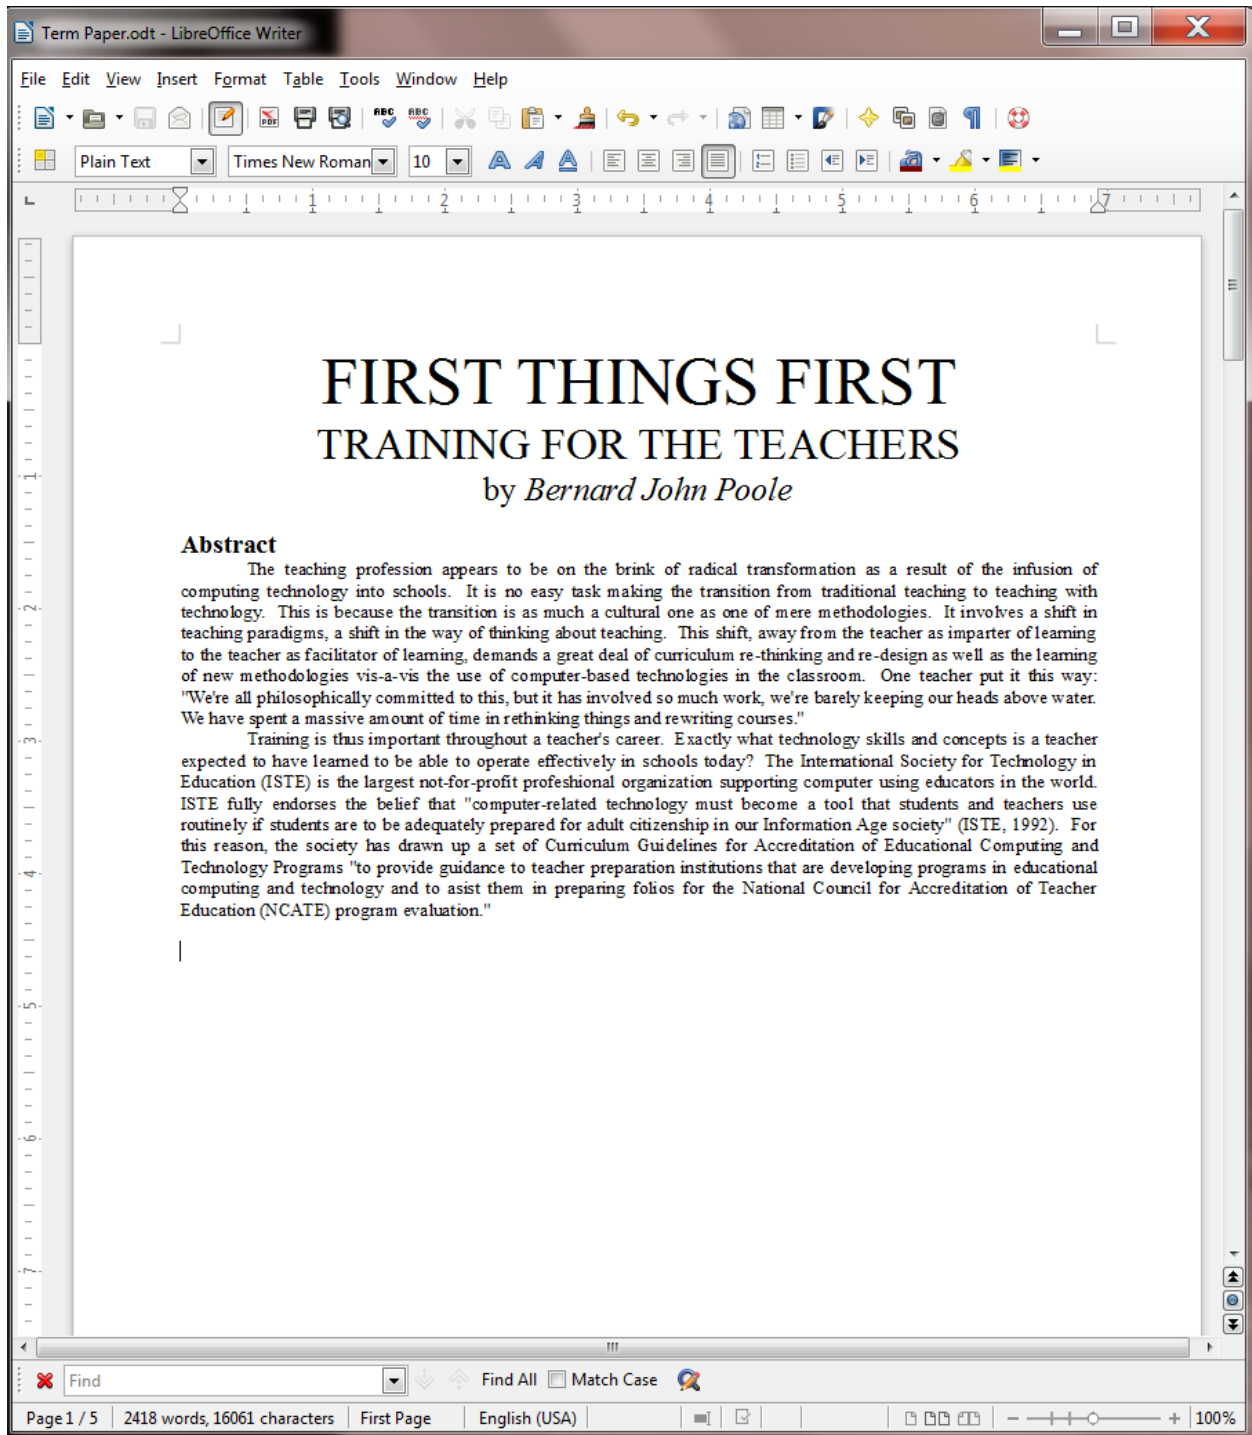 Term Paper.odt - LibreOffice Writer
File Edit View Insert Format Table Tools Window Help
PDF ABC ABC
Plain Text Times New Roman 10
1 2 3 4 5 6 7
FIRST THINGS FIRST
TRAINING FOR THE TEACHERS
by Bernard John Poole
Abstract
The teaching profession appears to be on the brink of radical transformation as a result of the infusion of
computing technology into schools. It is no easy task making the transition from traditional teaching to teaching with
technology. This is because the transition is as much a cultural one as one of mere methodologies. It involves a shift in
teaching paradigms, a shift in the way of thinking about teaching. This shift, away from the teacher as imparter of learning
to the teacher as facilitator of learning, demands a great deal of curriculum re-thinking and re-design as well as the learning
of new methodologies vis-a-vis the use of computer-based technologies in the classroom. One teacher put it this way:
"We're all philosophically committed to this, but it has involved so much work, we're barely keeping our heads above water.
We have spent a massive amount of time in rethinking things and rewriting courses."
Training is thus important throughout a teacher's career. Exactly what technology skills and concepts is a teacher
expected to have learned to be able to operate effectively in schools today? The International Society for Technology in
Education (ISTE) is the largest not-for-profit profeshional organization supporting computer using educators in the world.
ISTE fully endorses the belief that "computer-related technology must become a tool that students and teachers use
routinely if students are to be adequately prepared for adult citizenship in our Information Age society" (ISTE, 1992). For
this reason, the society has drawn up a set of Curriculum Guidelines for Accreditation of Educational Computing and
Technology Programs "to provide guidance to teacher preparation institutions that are developing programs in educational
computing and technology and to asist them in preparing folios for the National Council for Accreditation of Teacher
Education (NCATE) program evaluation."
1
2
3
4
5
6
7
Find Find All Match Case
Page 1 / 5 2418 words, 16061 characters First Page English (USA) 100%